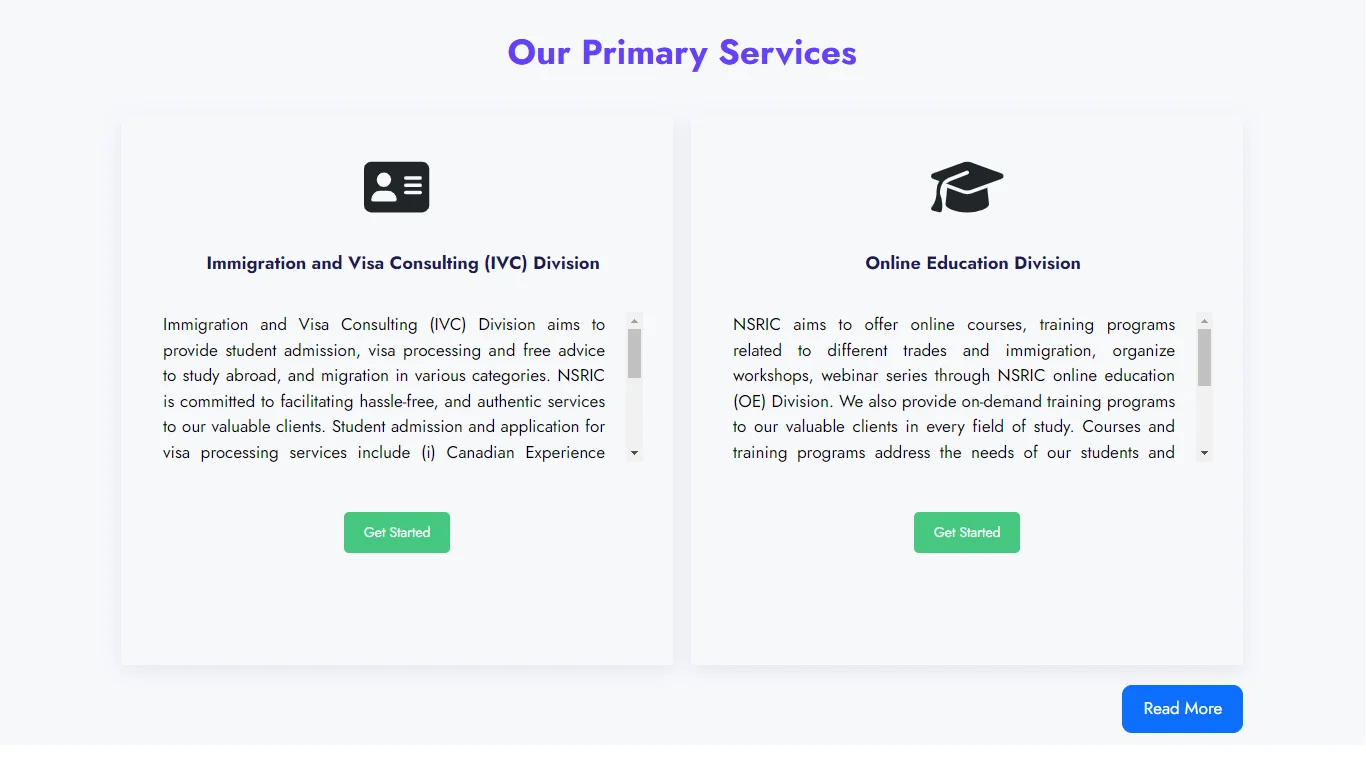 Our Primary Services
Immigration and Visa Consulting (IVC) Division
Immigration and Visa Consulting (IVC) Division aims to
provide student admission, visa processing and free advice
to study abroad, and migration in various categories. NSRIC
is committed to facilitating hassle-free, and authentic services
to our valuable clients. Student admission and application for
visa processing services include (i) Canadian Experience
Get Started
Online Education Division
NSRIC aims to offer online courses, training programs
related to different trades and immigration, organize
workshops, webinar series through NSRIC online education
(OE) Division. We also provide on-demand training programs
to our valuable clients in every field of study. Courses and
training programs address the needs of our students and
Get Started
Read More